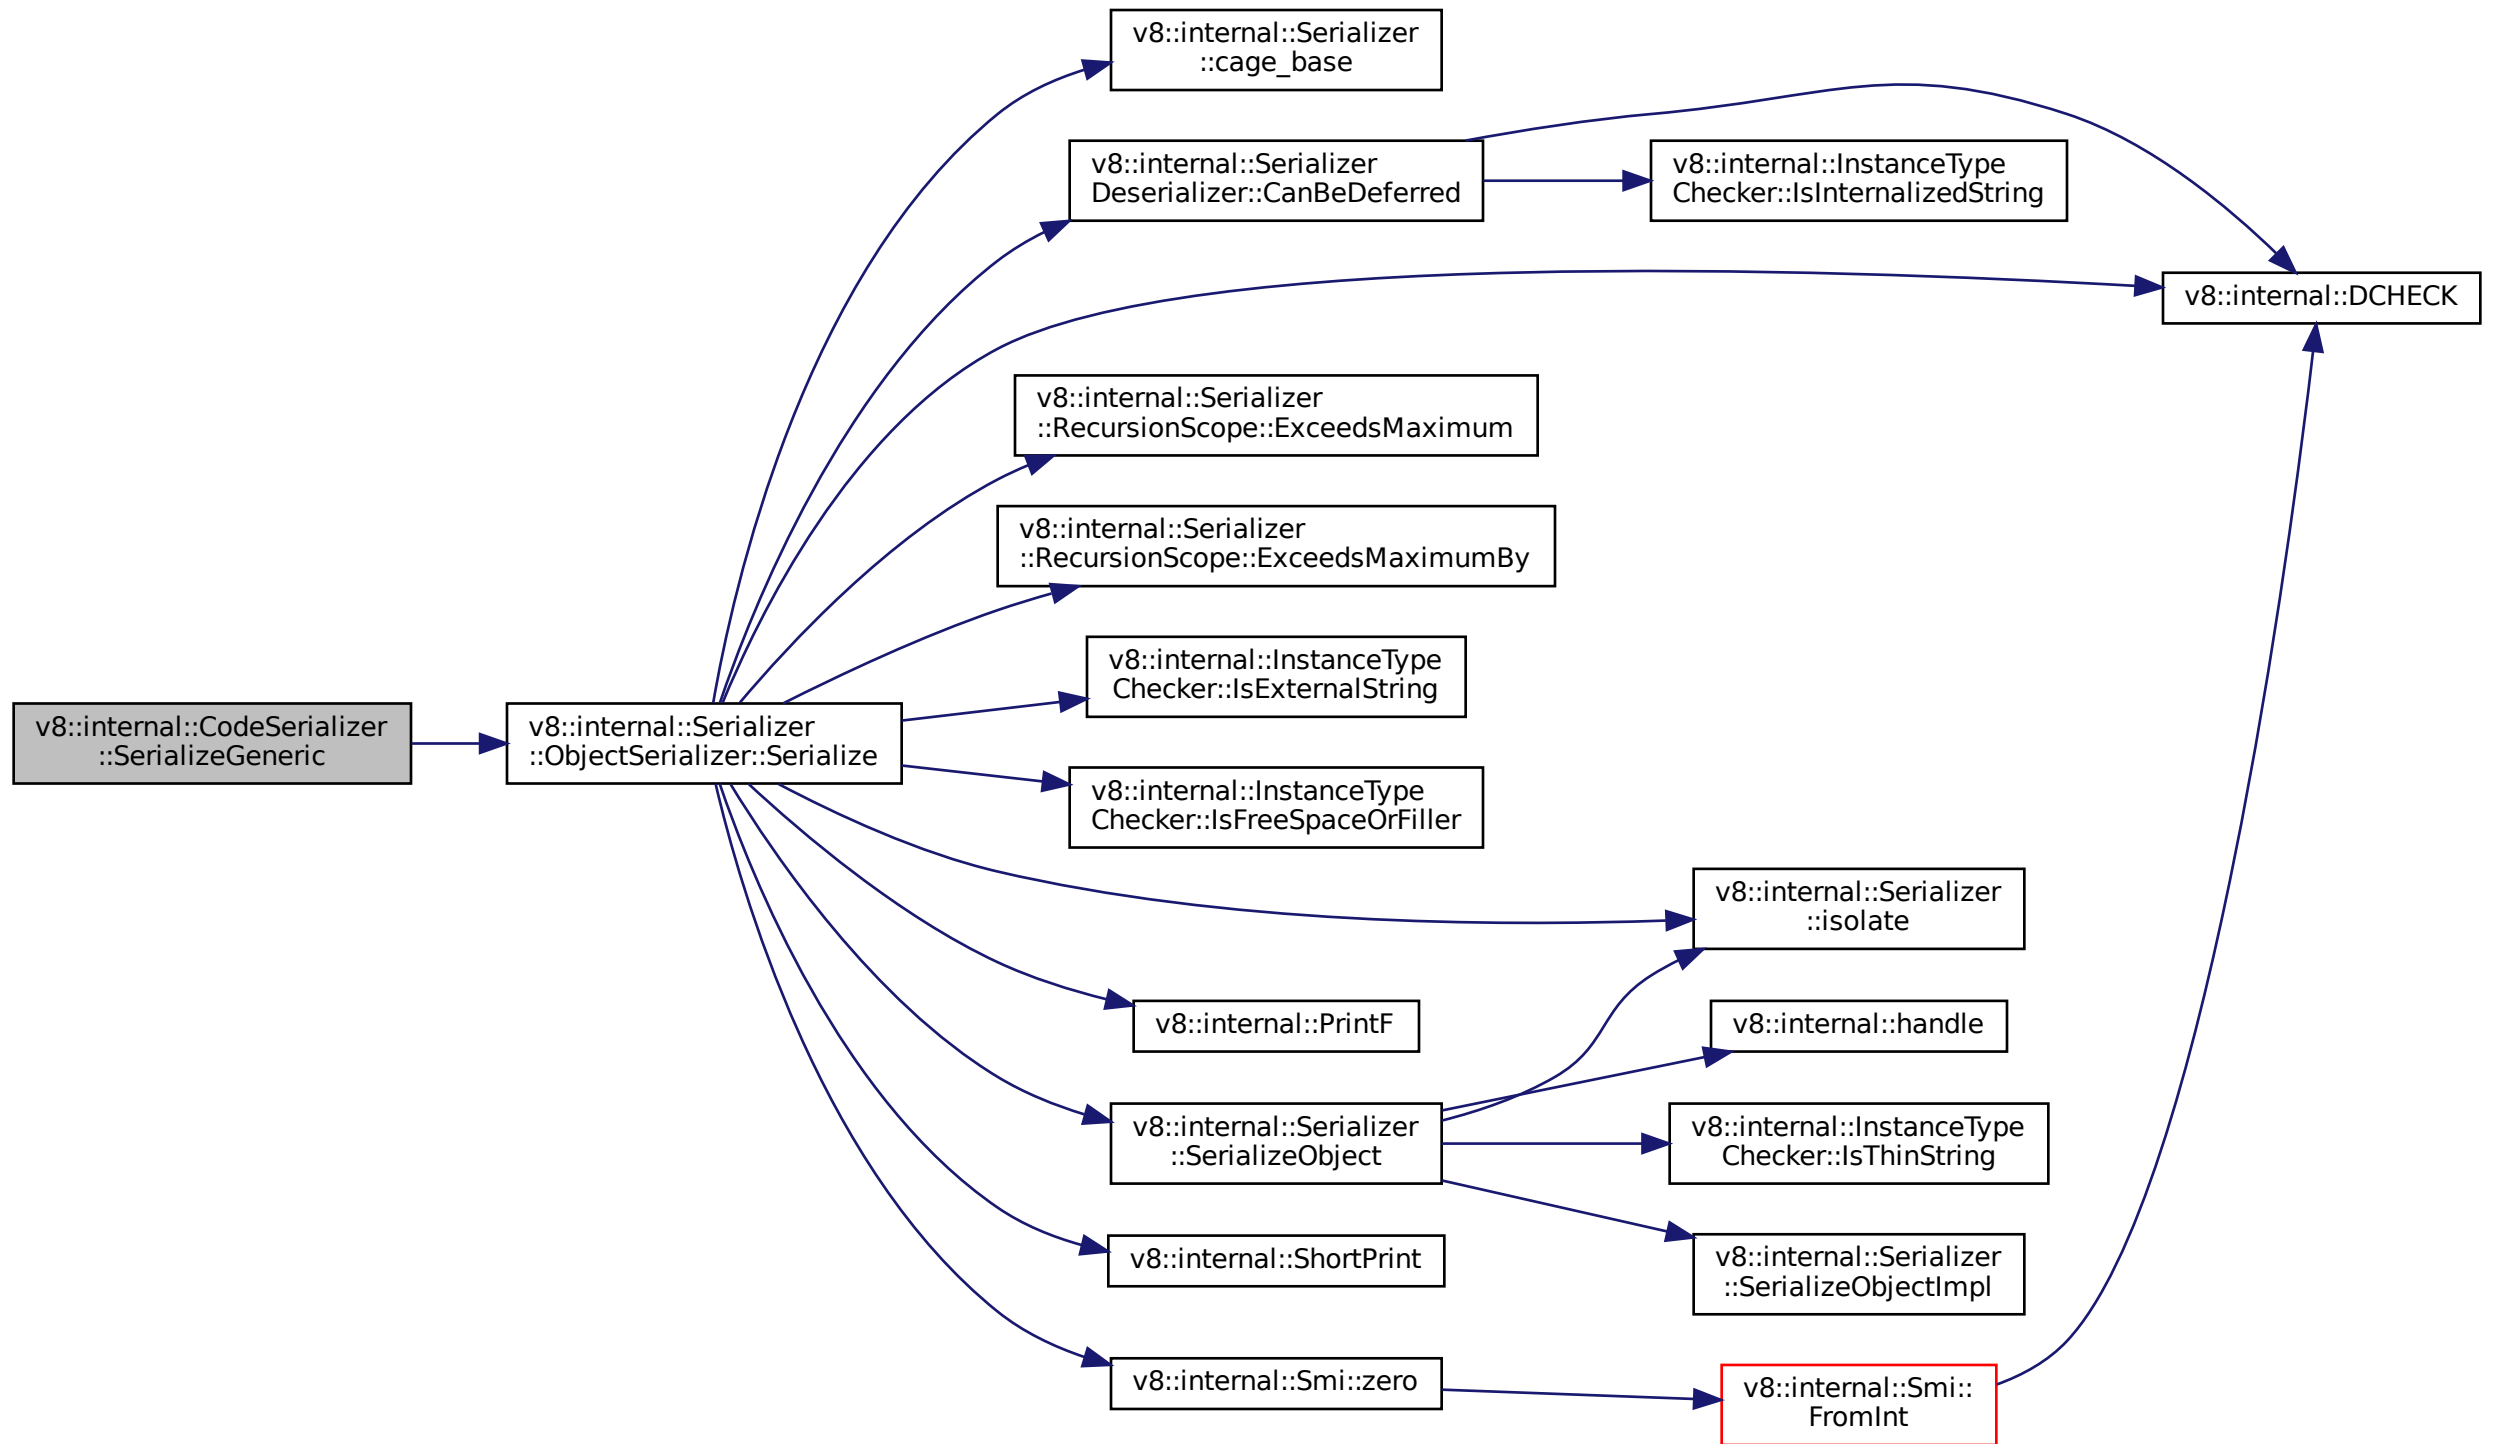 v8::internal::CodeSerializer
::SerializeGeneric
v8::internal::Serializer
::ObjectSerializer::Serialize
v8::internal::Serializer
::cage_base
v8::internal::Serializer
Deserializer::CanBeDeferred
v8::internal::InstanceType
Checker::IsInternalizedString
v8::internal::DCHECK
v8::internal::Serializer
::RecursionScope::ExceedsMaximum
v8::internal::Serializer
::RecursionScope::ExceedsMaximumBy
v8::internal::InstanceType
Checker::IsExternalString
v8::internal::InstanceType
Checker::IsFreeSpaceOrFiller
v8::internal::Serializer
::isolate
v8::internal::PrintF
v8::internal::handle
v8::internal::Serializer
::SerializeObject
v8::internal::InstanceType
Checker::IsThinString
v8::internal::ShortPrint
v8::internal::Serializer
::SerializeObjectImpl
v8::internal::Smi::zero
v8::internal::Smi::
FromInt